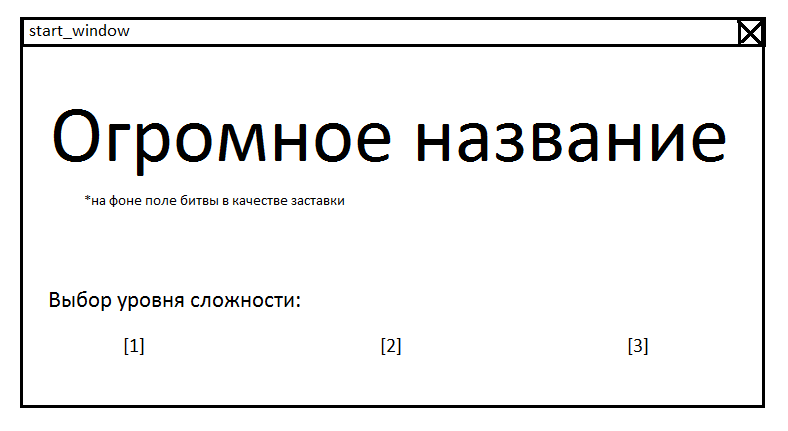 start_window
Огромное название
*на фоне поле битвы в качестве заставки
Выбор уровня сложности:
[1] [2] [3]